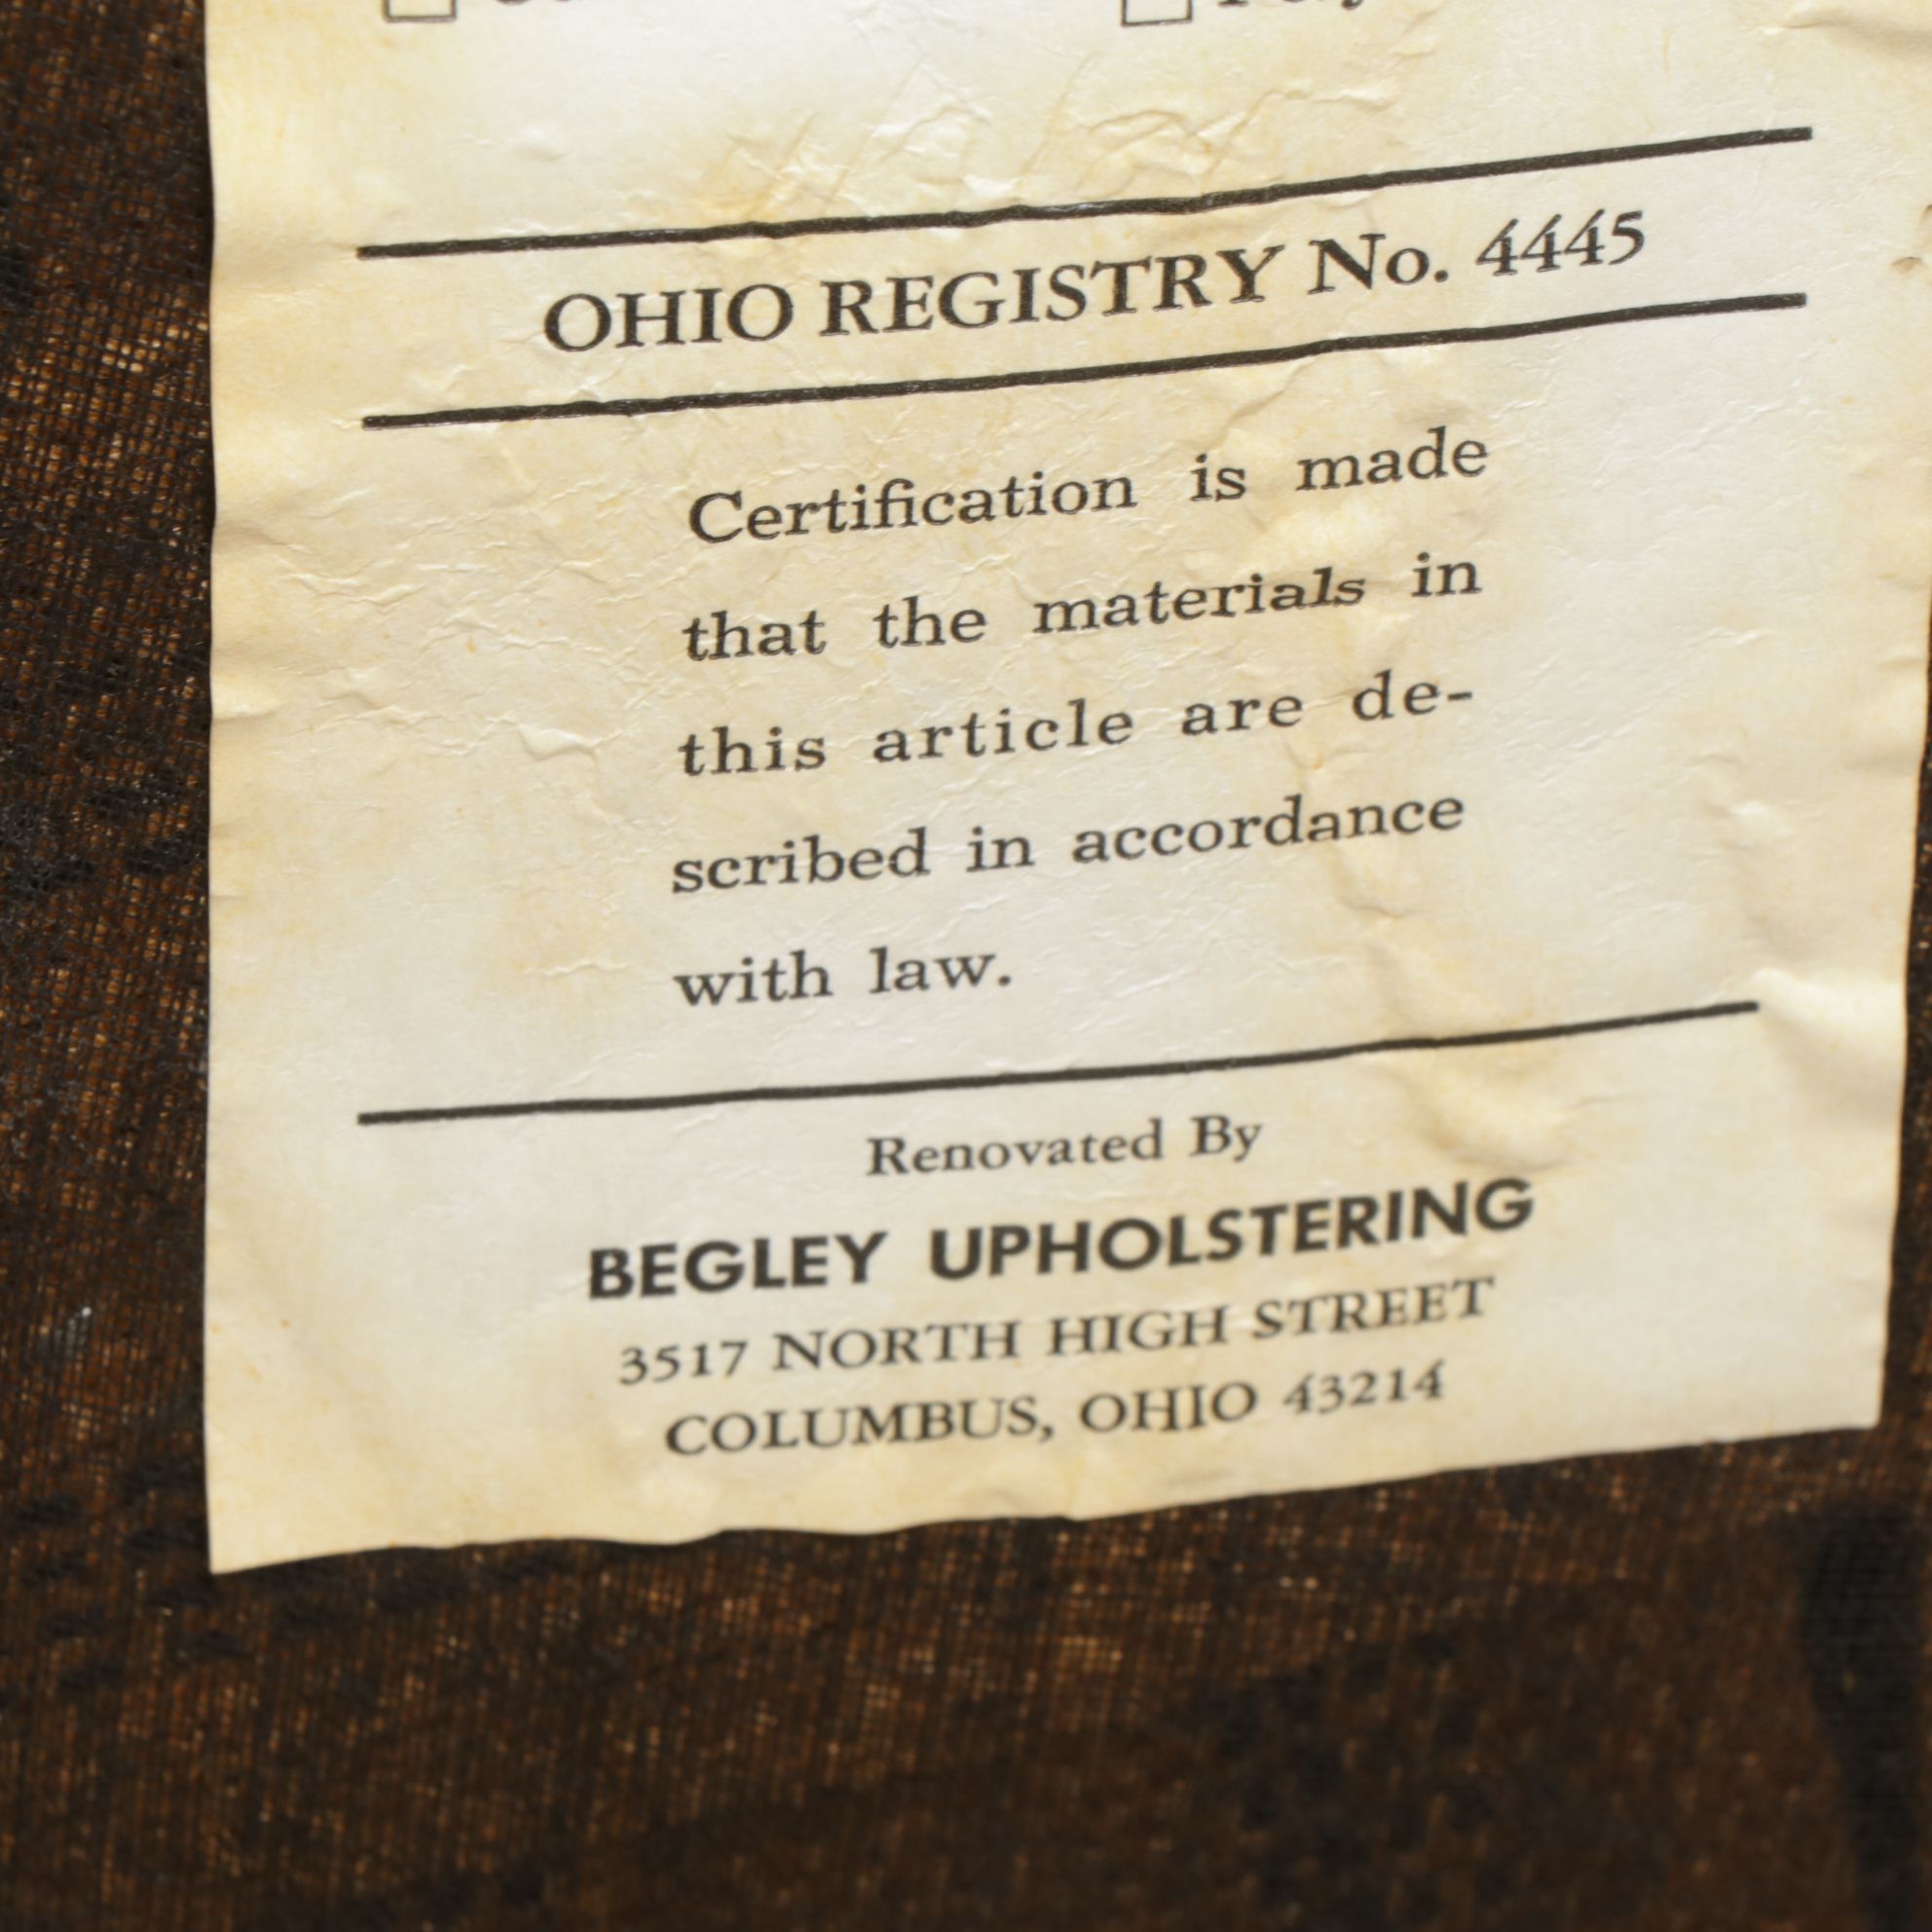 OHIO REGISTRY No. 4445
Certification is made
that the materials in
this article are de-
scribed in accordance
with law.
Renovated By
BEGLEY UPHOLSTERING
3517 NORTH HIGH STREET
COLUMBUS, OHIO 43214